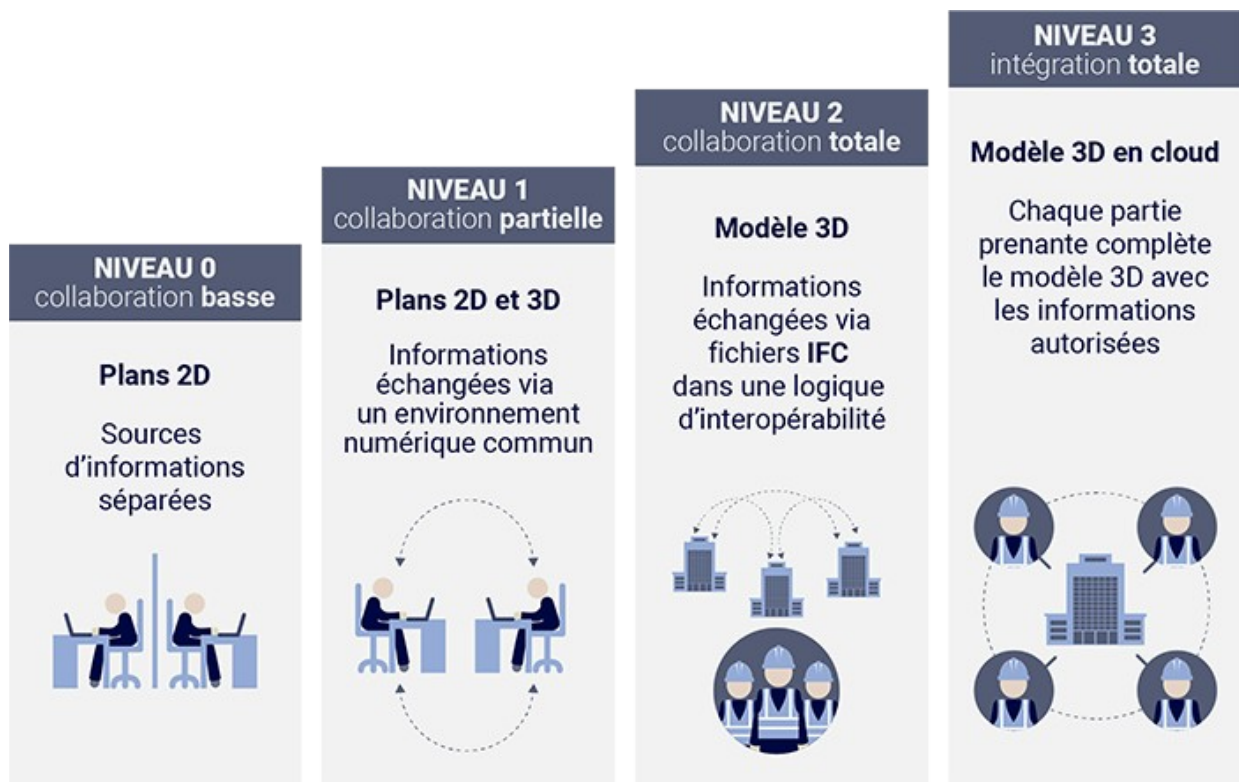 NIVEAU 0
collaboration basse
Plans 2D
Sources
d'informations
séparées
NIVEAU 1
collaboration partielle
Plans 2D et 3D
Informations
échangées via
un environnement
numérique commun
NIVEAU 2
collaboration totale
Modèle 3D
Informations
échangées via
fichiers IFC
dans une logique
d'interopérabilité
NIVEAU 3
intégration totale
Modèle 3D en cloud
Chaque partie
prenante complète
le modèle 3D avec
les informations
autorisées